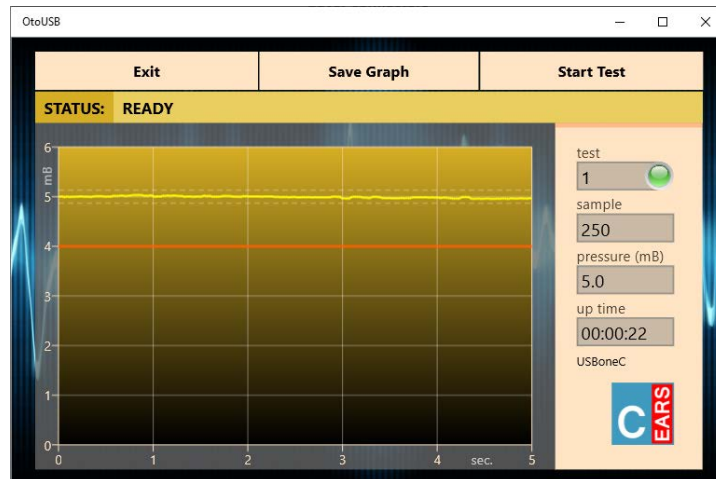 OtoUSB
Exit Save Graph Start Test
STATUS: READY
6
mB
5
4
3
2
1
0
0 1 2 3 4 sec. 5
test
1
sample
250
pressure (mB)
5.0
up time
00:00:22
USBoneC
C EARS